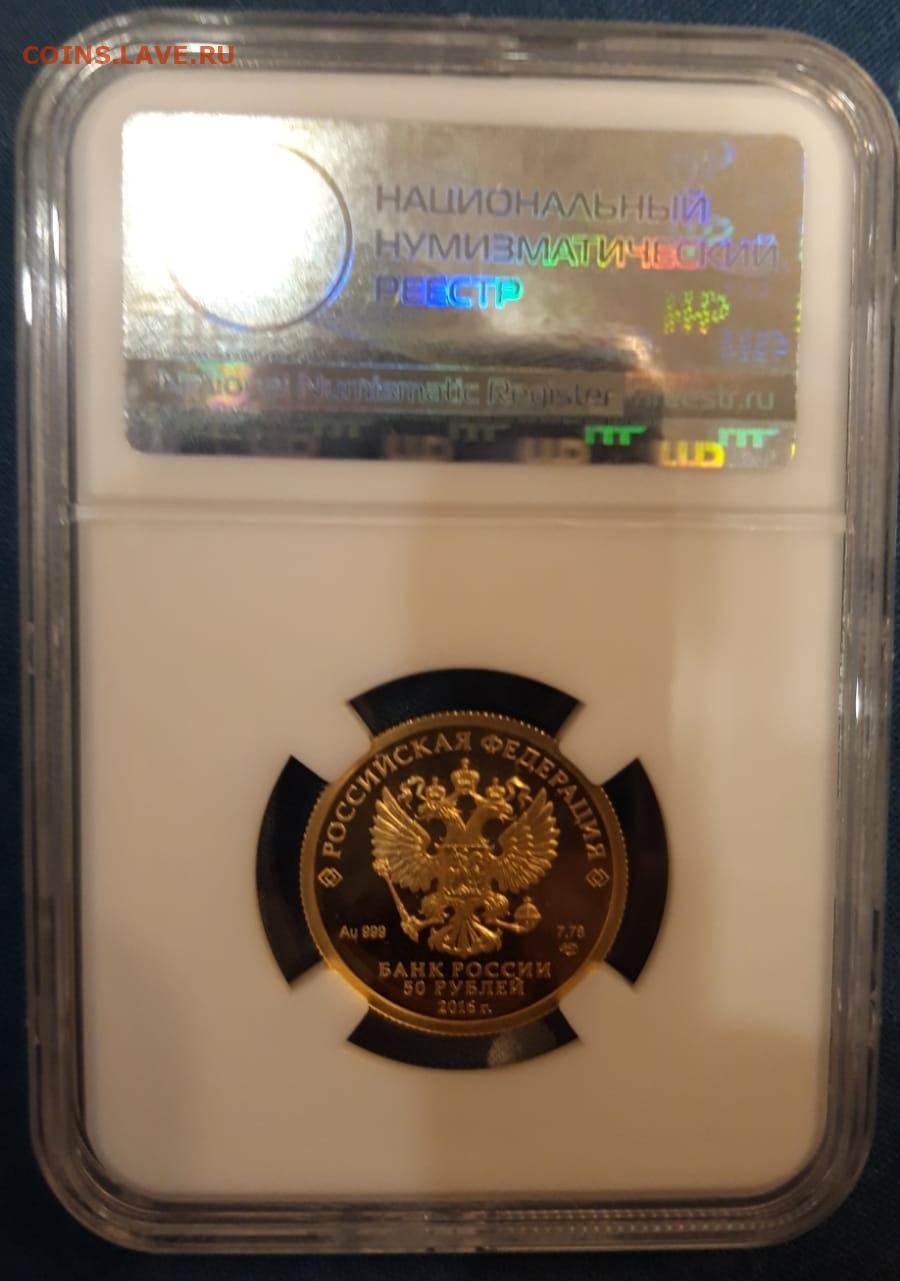 COINS.LAVE.RU
НАЦИОНАЛЬНЫЙ
НУМИЗМАТИЧЕСКИЙ
РЕЕСТР
ННР
National Numismatic Register
РОССИЙСКАЯ ФЕДЕРАЦИЯ
Au 999
7,78
БАНК РОССИИ
50 РУБЛЕЙ
2016 г.